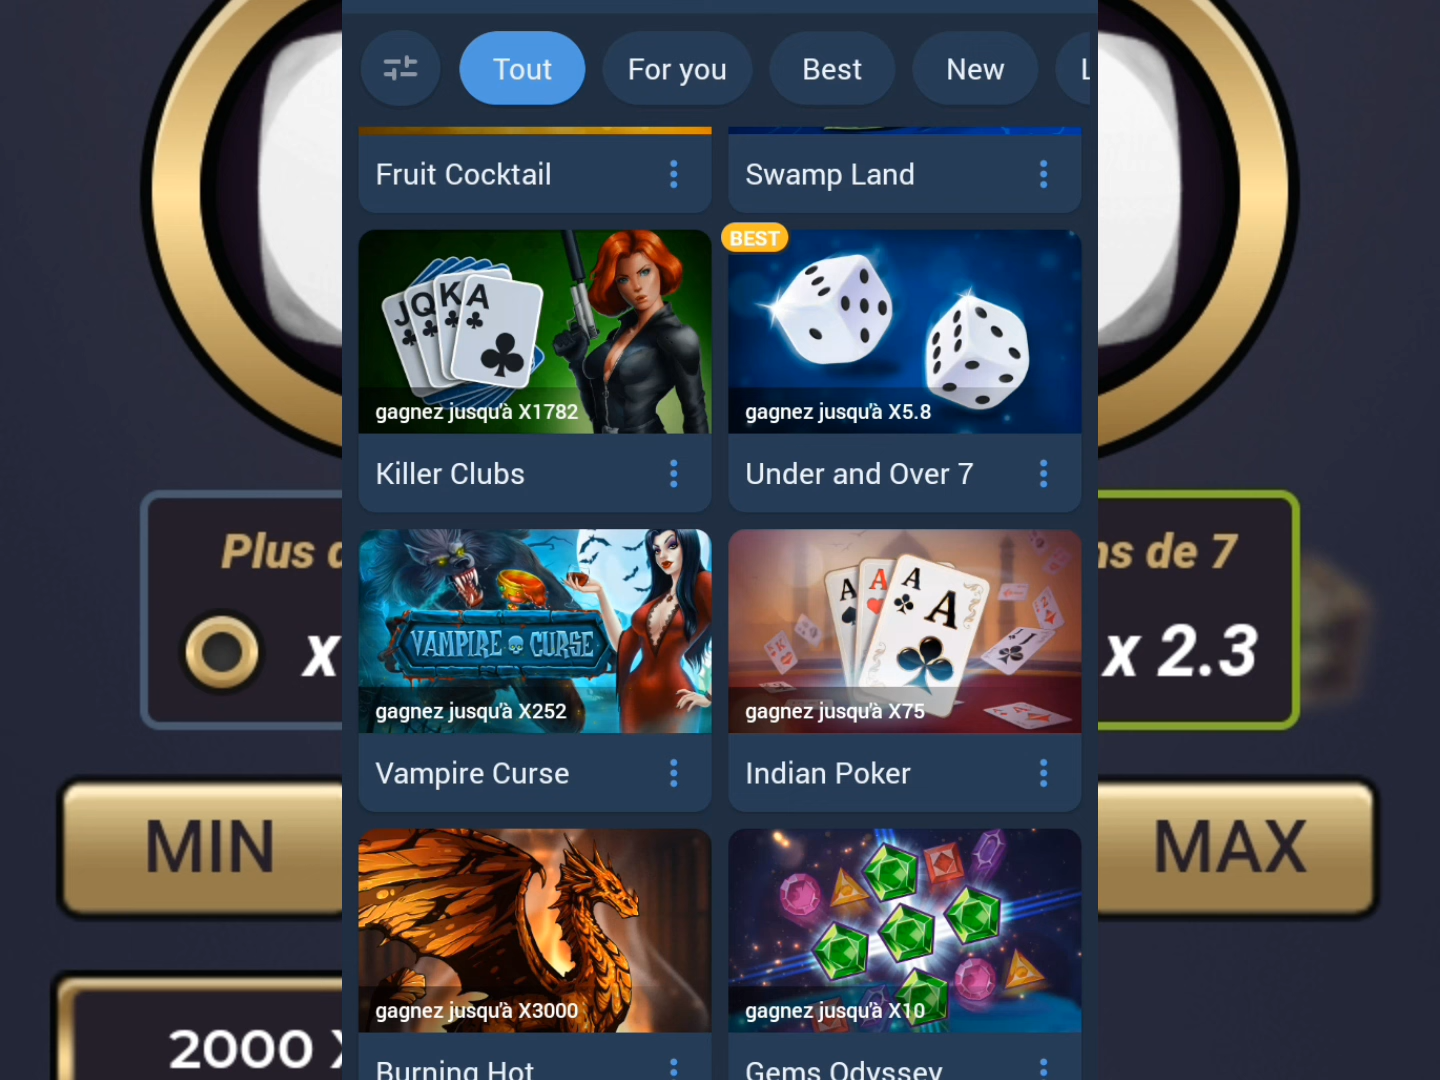 Tout
For you
Best
New
L
Fruit Cocktail
Swamp Land
J Q K A
BEST
gagnez jusqu'à X1782
gagnez jusqu'à X5.8
Killer Clubs
Under and Over 7
VAMPIRE CURSE
A A A A
K J
gagnez jusqu'à X252
gagnez jusqu'à X75
Vampire Curse
Indian Poker
gagnez jusqu'à X3000
gagnez jusqu'à X10
Burning Hot
Gems Odyssey
Plus d
ns de 7
x
x 2.3
MIN
MAX
2000 X